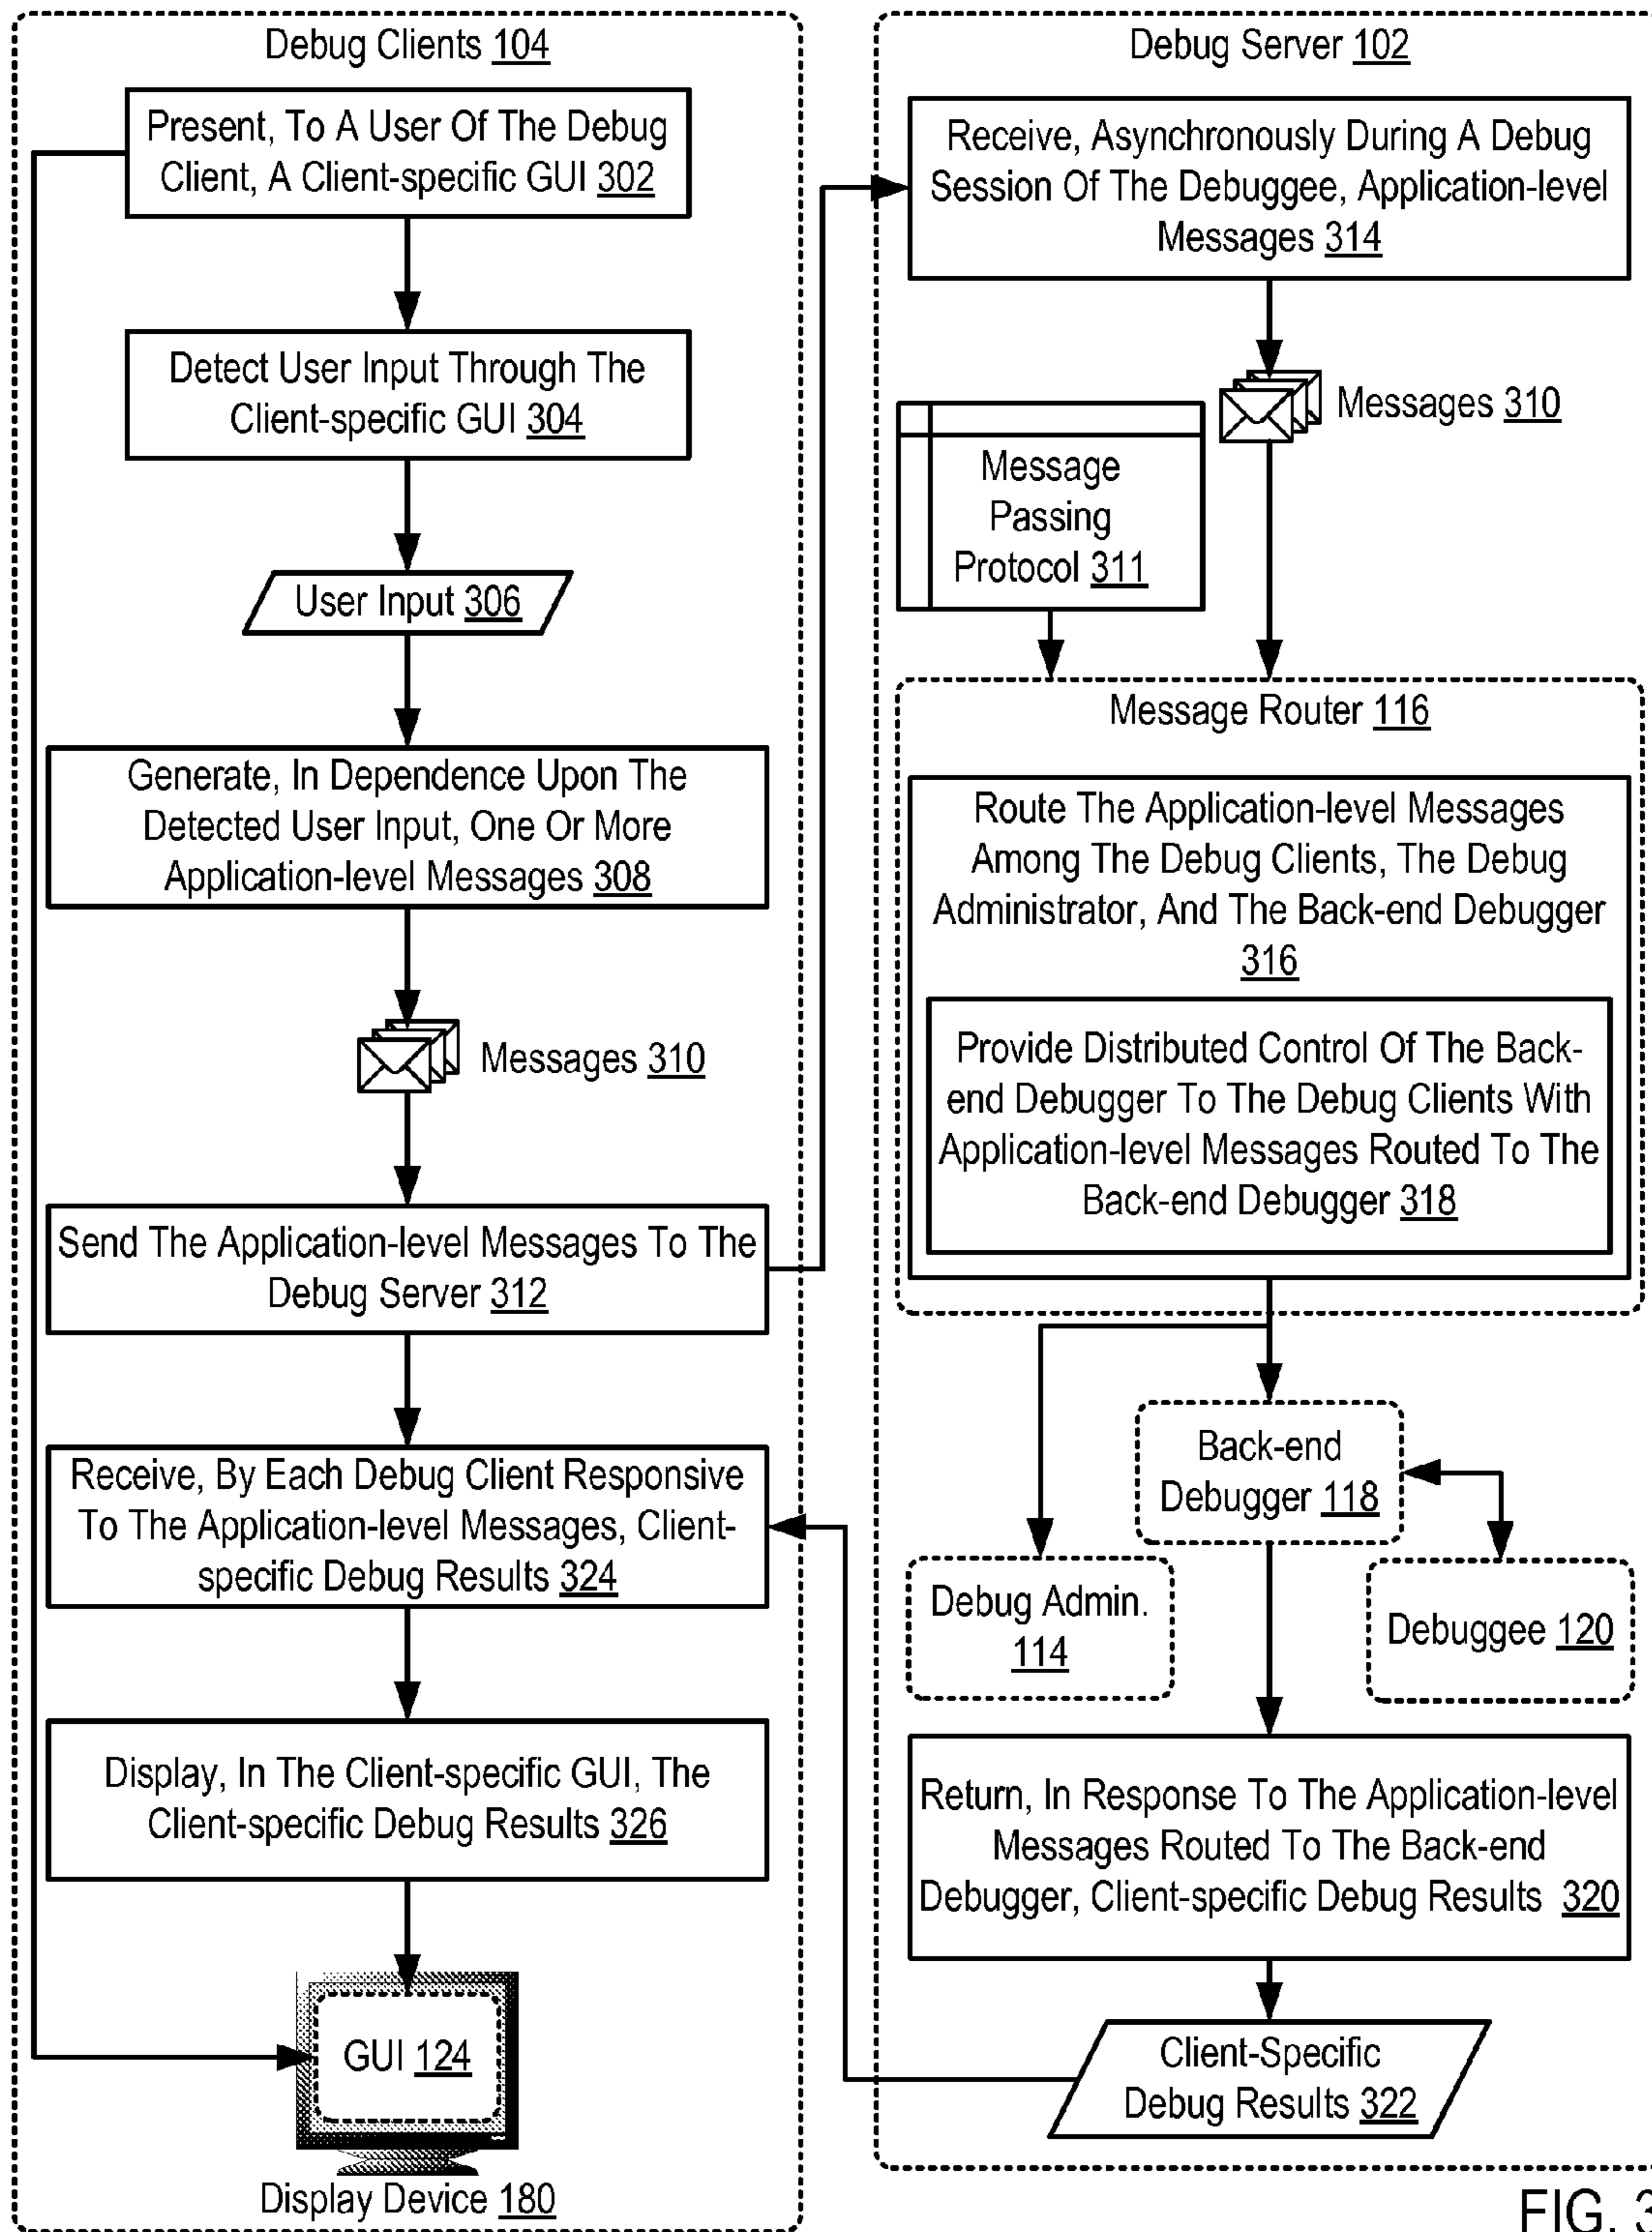 Debug Clients 104
Present, To A User Of The Debug
Client, A Client-specific GUI 302
Detect User Input Through The
Client-specific GUI 304
User Input 306
Generate, In Dependence Upon The
Detected User Input, One Or More
Application-level Messages 308
Messages 310
Send The Application-level Messages To The
Debug Server 312
Receive, By Each Debug Client Responsive
To The Application-level Messages, Client-
specific Debug Results 324
Display, In The Client-specific GUI, The
Client-specific Debug Results 326
GUI 124
Display Device 180
Debug Server 102
Receive, Asynchronously During A Debug
Session Of The Debuggee, Application-level
Messages 314
Messages 310
Message
Passing
Protocol 311
Message Router 116
Route The Application-level Messages
Among The Debug Clients, The Debug
Administrator, And The Back-end Debugger
316
Provide Distributed Control Of The Back-
end Debugger To The Debug Clients With
Application-level Messages Routed To The
Back-end Debugger 318
Back-end
Debugger 118
Debug Admin.
114
Debuggee 120
Return, In Response To The Application-level
Messages Routed To The Back-end
Debugger, Client-specific Debug Results 320
Client-Specific
Debug Results 322
FIG. 3